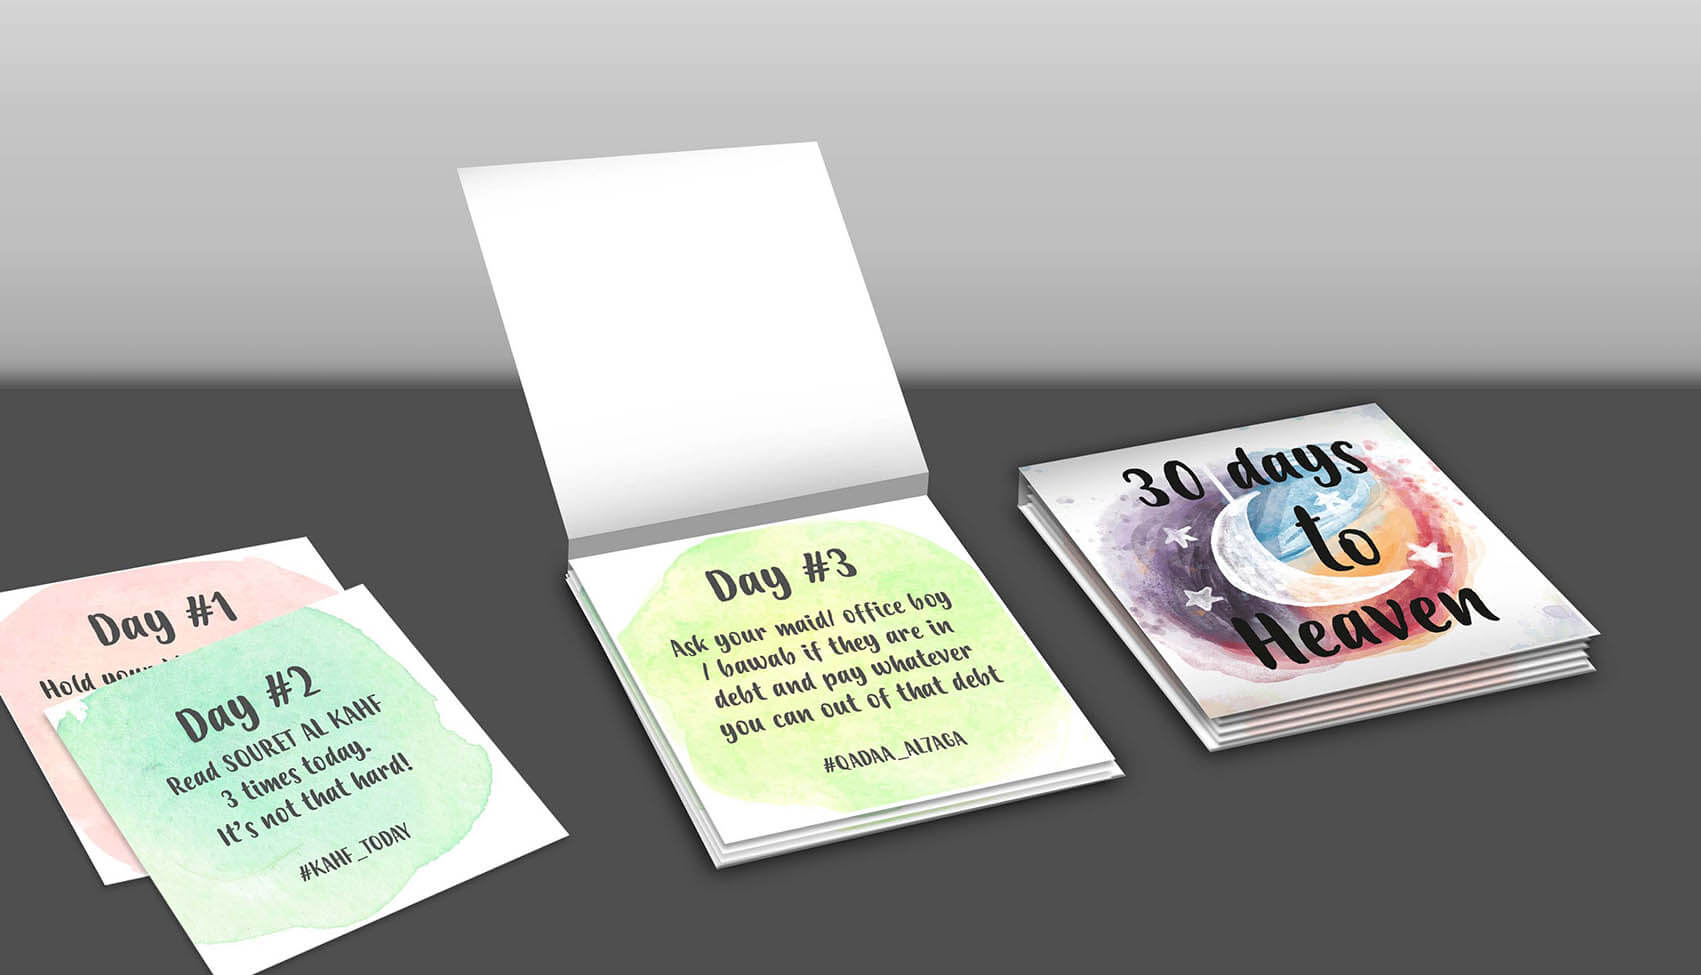 Day #1
Hold your
Day #2
Read SOURET AL KAHF
3 times today.
It's not that hard!
#KAHF_TODAY
Day #3
Ask your maid/ office boy
/ bawab if they are in
debt and pay whatever
you can out of that debt
#QADAA_AL7AGA
30 days
to
Heaven